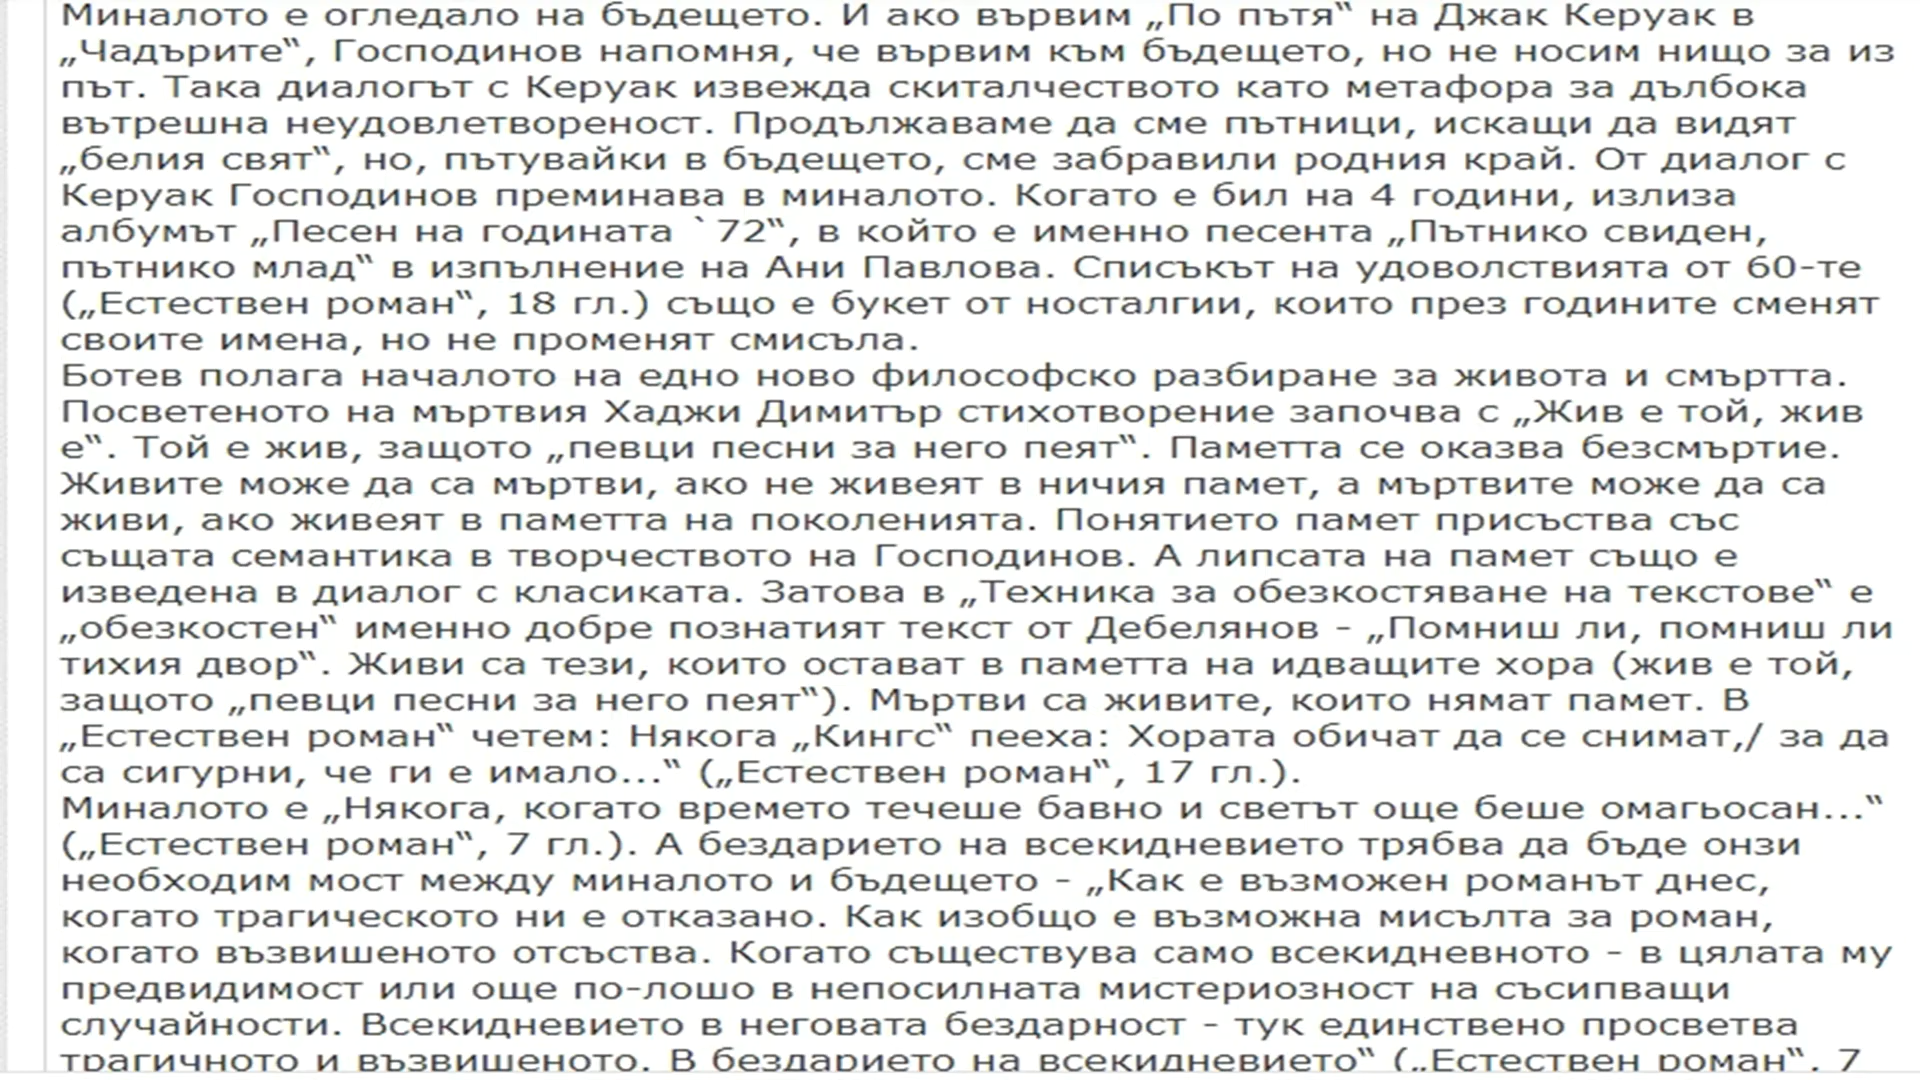 Миналото е огледало на бъдещето. И ако вървим „По пътя“ на Джак Керуак в
„Чадърите“, Господинов напомня, че вървим към бъдещето, но не носим нищо за из
път. Така диалогът с Керуак извежда скиталчеството като метафора за дълбока
вътрешна неудовлетвореност. Продължаваме да сме пътници, искащи да видят
„белия свят“, но, пътувайки в бъдещето, сме забравили родния край. От диалог с
Керуак Господинов преминава в миналото. Когато е бил на 4 години, излиза
албумът „Песен на годината `72“, в който е именно песента „Пътнико свиден,
пътнико млад“ в изпълнение на Ани Павлова. Списъкът на удоволствията от 60-те
(„Естествен роман“, 18 гл.) също е букет от носталгии, които през годините сменят
своите имена, но не променят смисъла.
Ботев полага началото на едно ново философско разбиране за живота и смъртта.
Посветеното на мъртвия Хаджи Димитър стихотворение започва с „Жив е той, жив
е“. Той е жив, защото „певци песни за него пеят“. Паметта се оказва безсмъртие.
Живите може да са мъртви, ако не живеят в ничия памет, а мъртвите може да са
живи, ако живеят в паметта на поколенията. Понятието памет присъства със
същата семантика в творчеството на Господинов. А липсата на памет също е
изведена в диалог с класиката. Затова в „Техника за обезкостяване на текстове“ е
„обезкостен“ именно добре познатият текст от Дебелянов - „Помниш ли, помниш ли
тихия двор“. Живи са тези, които остават в паметта на идващите хора (жив е той,
защото „певци песни за него пеят“). Мъртви са живите, които нямат памет. В
„Естествен роман“ четем: Някога „Кингс“ пееха: Хората обичат да се снимат,/ за да
са сигурни, че ги е имало...“ („Естествен роман“, 17 гл.).
Миналото е „Някога, когато времето течеше бавно и светът още беше омагьосан...“
(„Естествен роман“, 7 гл.). А бездарието на всекидневието трябва да бъде онзи
необходим мост между миналото и бъдещето - „Как е възможен романът днес,
когато трагическото ни е отказано. Как изобщо е възможна мисълта за роман,
когато възвишеното отсъства. Когато съществува само всекидневното - в цялата му
предвидимост или още по-лошо в непосилната мистериозност на съсипващи
случайности. Всекидневието в неговата бездарност - тук единствено просветва
трагичното и възвишеното. В бездарието на всекидневието“ („Естествен роман“, 7